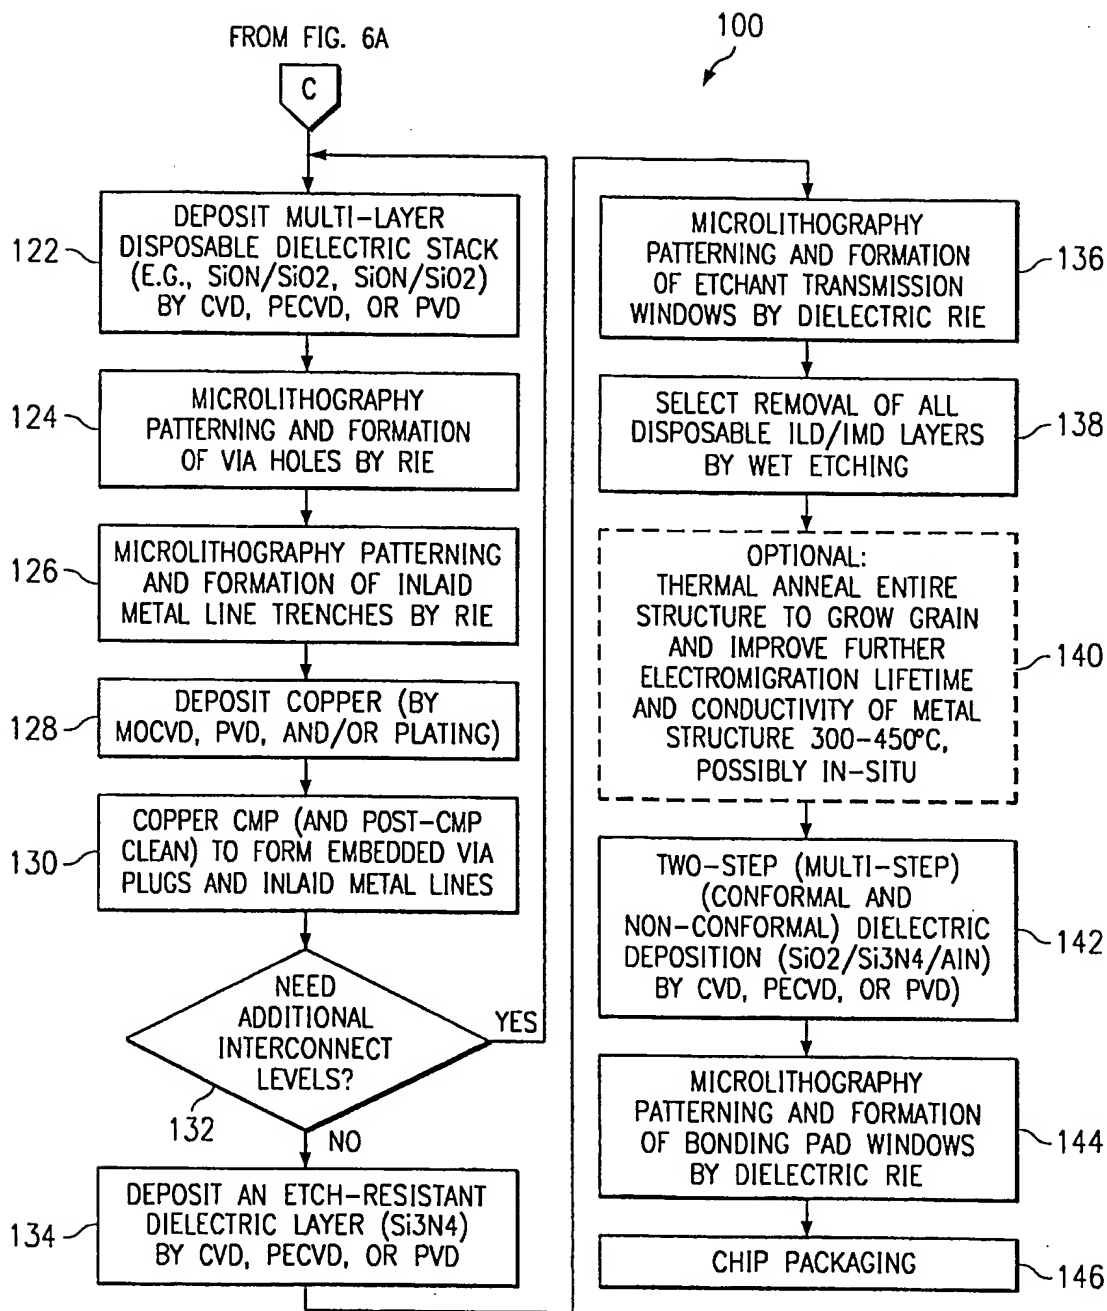 FROM FIG. 6A
100
C
122
DEPOSIT MULTI-LAYER
DISPOSABLE DIELECTRIC STACK
(E.G., SiON/SiO2, SiON/SiO2)
BY CVD, PECVD, OR PVD
124
MICROLITHOGRAPHY
PATTERNING AND FORMATION
OF VIA HOLES BY RIE
126
MICROLITHOGRAPHY PATTERNING
AND FORMATION OF INLAID
METAL LINE TRENCHES BY RIE
128
DEPOSIT COPPER (BY
MOCVD, PVD, AND/OR PLATING)
130
COPPER CMP (AND POST-CMP
CLEAN) TO FORM EMBEDDED VIA
PLUGS AND INLAID METAL LINES
NEED
ADDITIONAL
INTERCONNECT
LEVELS?
YES
132
NO
134
DEPOSIT AN ETCH-RESISTANT
DIELECTRIC LAYER (Si3N4)
BY CVD, PECVD, OR PVD
MICROLITHOGRAPHY
PATTERNING AND FORMATION
OF ETCHANT TRANSMISSION
WINDOWS BY DIELECTRIC RIE
136
SELECT REMOVAL OF ALL
DISPOSABLE ILD/IMD LAYERS
BY WET ETCHING
138
OPTIONAL:
THERMAL ANNEAL ENTIRE
STRUCTURE TO GROW GRAIN
AND IMPROVE FURTHER
ELECTROMIGRATION LIFETIME
AND CONDUCTIVITY OF METAL
STRUCTURE 300-450°C,
POSSIBLY IN-SITU
140
TWO-STEP (MULTI-STEP)
(CONFORMAL AND
NON-CONFORMAL) DIELECTRIC
DEPOSITION (SiO2/Si3N4/AlN)
BY CVD, PECVD, OR PVD)
142
MICROLITHOGRAPHY
PATTERNING AND FORMATION
OF BONDING PAD WINDOWS
BY DIELECTRIC RIE
144
CHIP PACKAGING
146